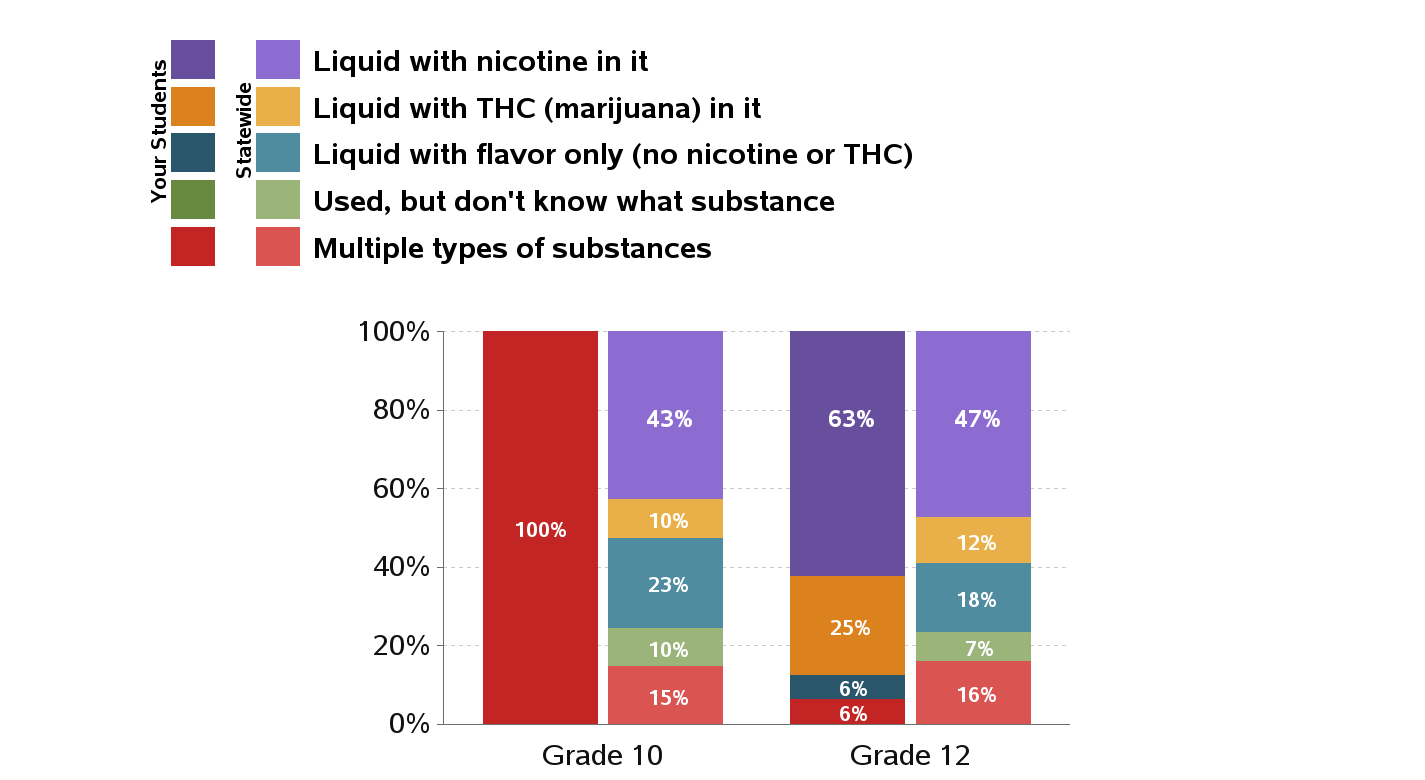 Your Students
Statewide
Liquid with nicotine in it
Liquid with THC (marijuana) in it
Liquid with flavor only (no nicotine or THC)
Used, but don't know what substance
Multiple types of substances
100%
80%
60%
40%
20%
0%
100%
43%
10%
23%
10%
15%
63%
25%
6%
6%
47%
12%
18%
7%
16%
Grade 10
Grade 12